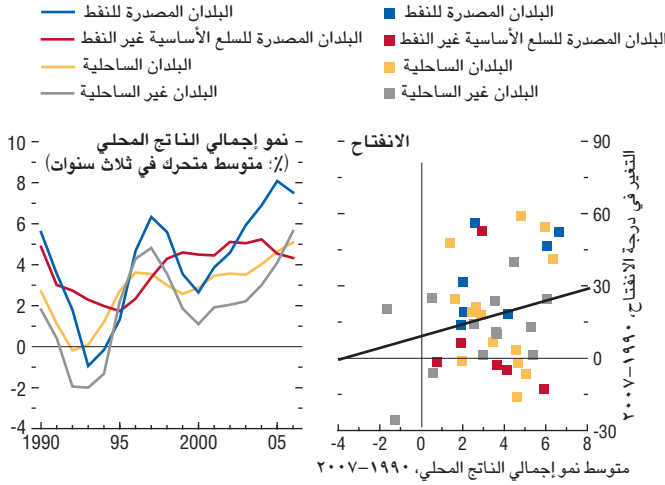 البلدان المصدرة للنفط
البلدان المصدرة للسلع الأساسية غير النفط
البلدان الساحلية
البلدان غير الساحلية
البلدان المصدرة للنفط
البلدان المصدرة للسلع الأساسية غير النفط
البلدان الساحلية
البلدان غير الساحلية
الانفتاح
90
60
30
0
-30
-4 -2 0 2 4 6 8
التغير في درجة الانفتاح، ١٩٩٠–٢٠٠٧
متوسط نمو إجمالي الناتج المحلي، ١٩٩٠–٢٠٠٧
نمو إجمالي الناتج المحلي
(٪؛ متوسط متحرك في ثلاث سنوات)
10
8
6
4
2
0
-2
-4
1990 95 2000 05